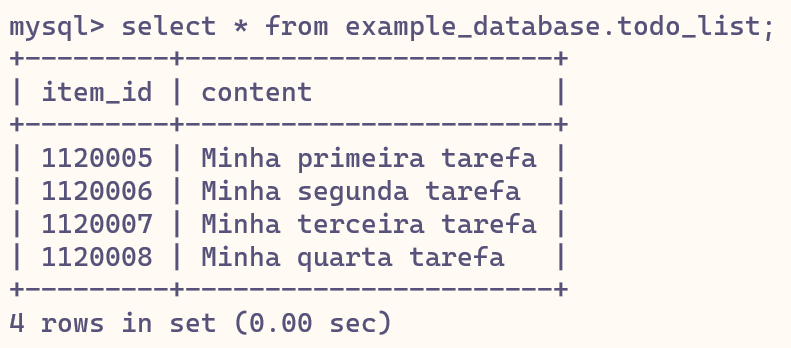 mysql> select * from example_database.todo_list;
+---------+-----------------------+
| item_id | content               |
+---------+-----------------------+
| 1120005 | Minha primeira tarefa |
| 1120006 | Minha segunda tarefa  |
| 1120007 | Minha terceira tarefa |
| 1120008 | Minha quarta tarefa   |
+---------+-----------------------+
4 rows in set (0.00 sec)